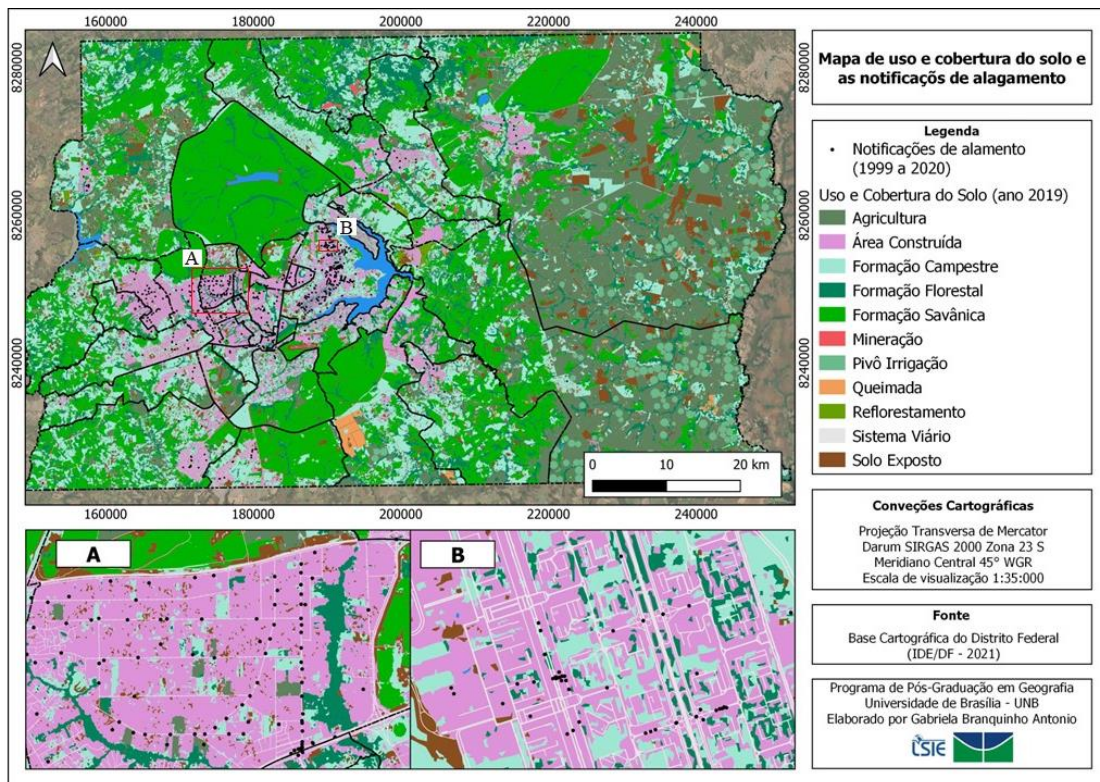 160000 180000 200000 220000 240000
8280000
8260000
8240000
8280000
8260000
8240000
A
B
0 10 20 km
160000 180000 200000 220000 240000
A
B
Mapa de uso e cobertura do solo e
as notificaçõs de alagamento
Legenda
Notificações de alamento
(1999 a 2020)
Uso e Cobertura do Solo (ano 2019)
Agricultura
Área Construída
Formação Campestre
Formação Florestal
Formação Savânica
Mineração
Pivô Irrigação
Queimada
Reflorestamento
Sistema Viário
Solo Exposto
Conveções Cartográficas
Projeção Transversa de Mercator
Darum SIRGAS 2000 Zona 23 S
Meridiano Central 45° WGR
Escala de visualização 1:35:000
Fonte
Base Cartográfica do Distrito Federal
(IDE/DF - 2021)
Programa de Pós-Graduação em Geografia
Universidade de Brasília - UNB
Elaborado por Gabriela Branquinho Antonio
LSIE